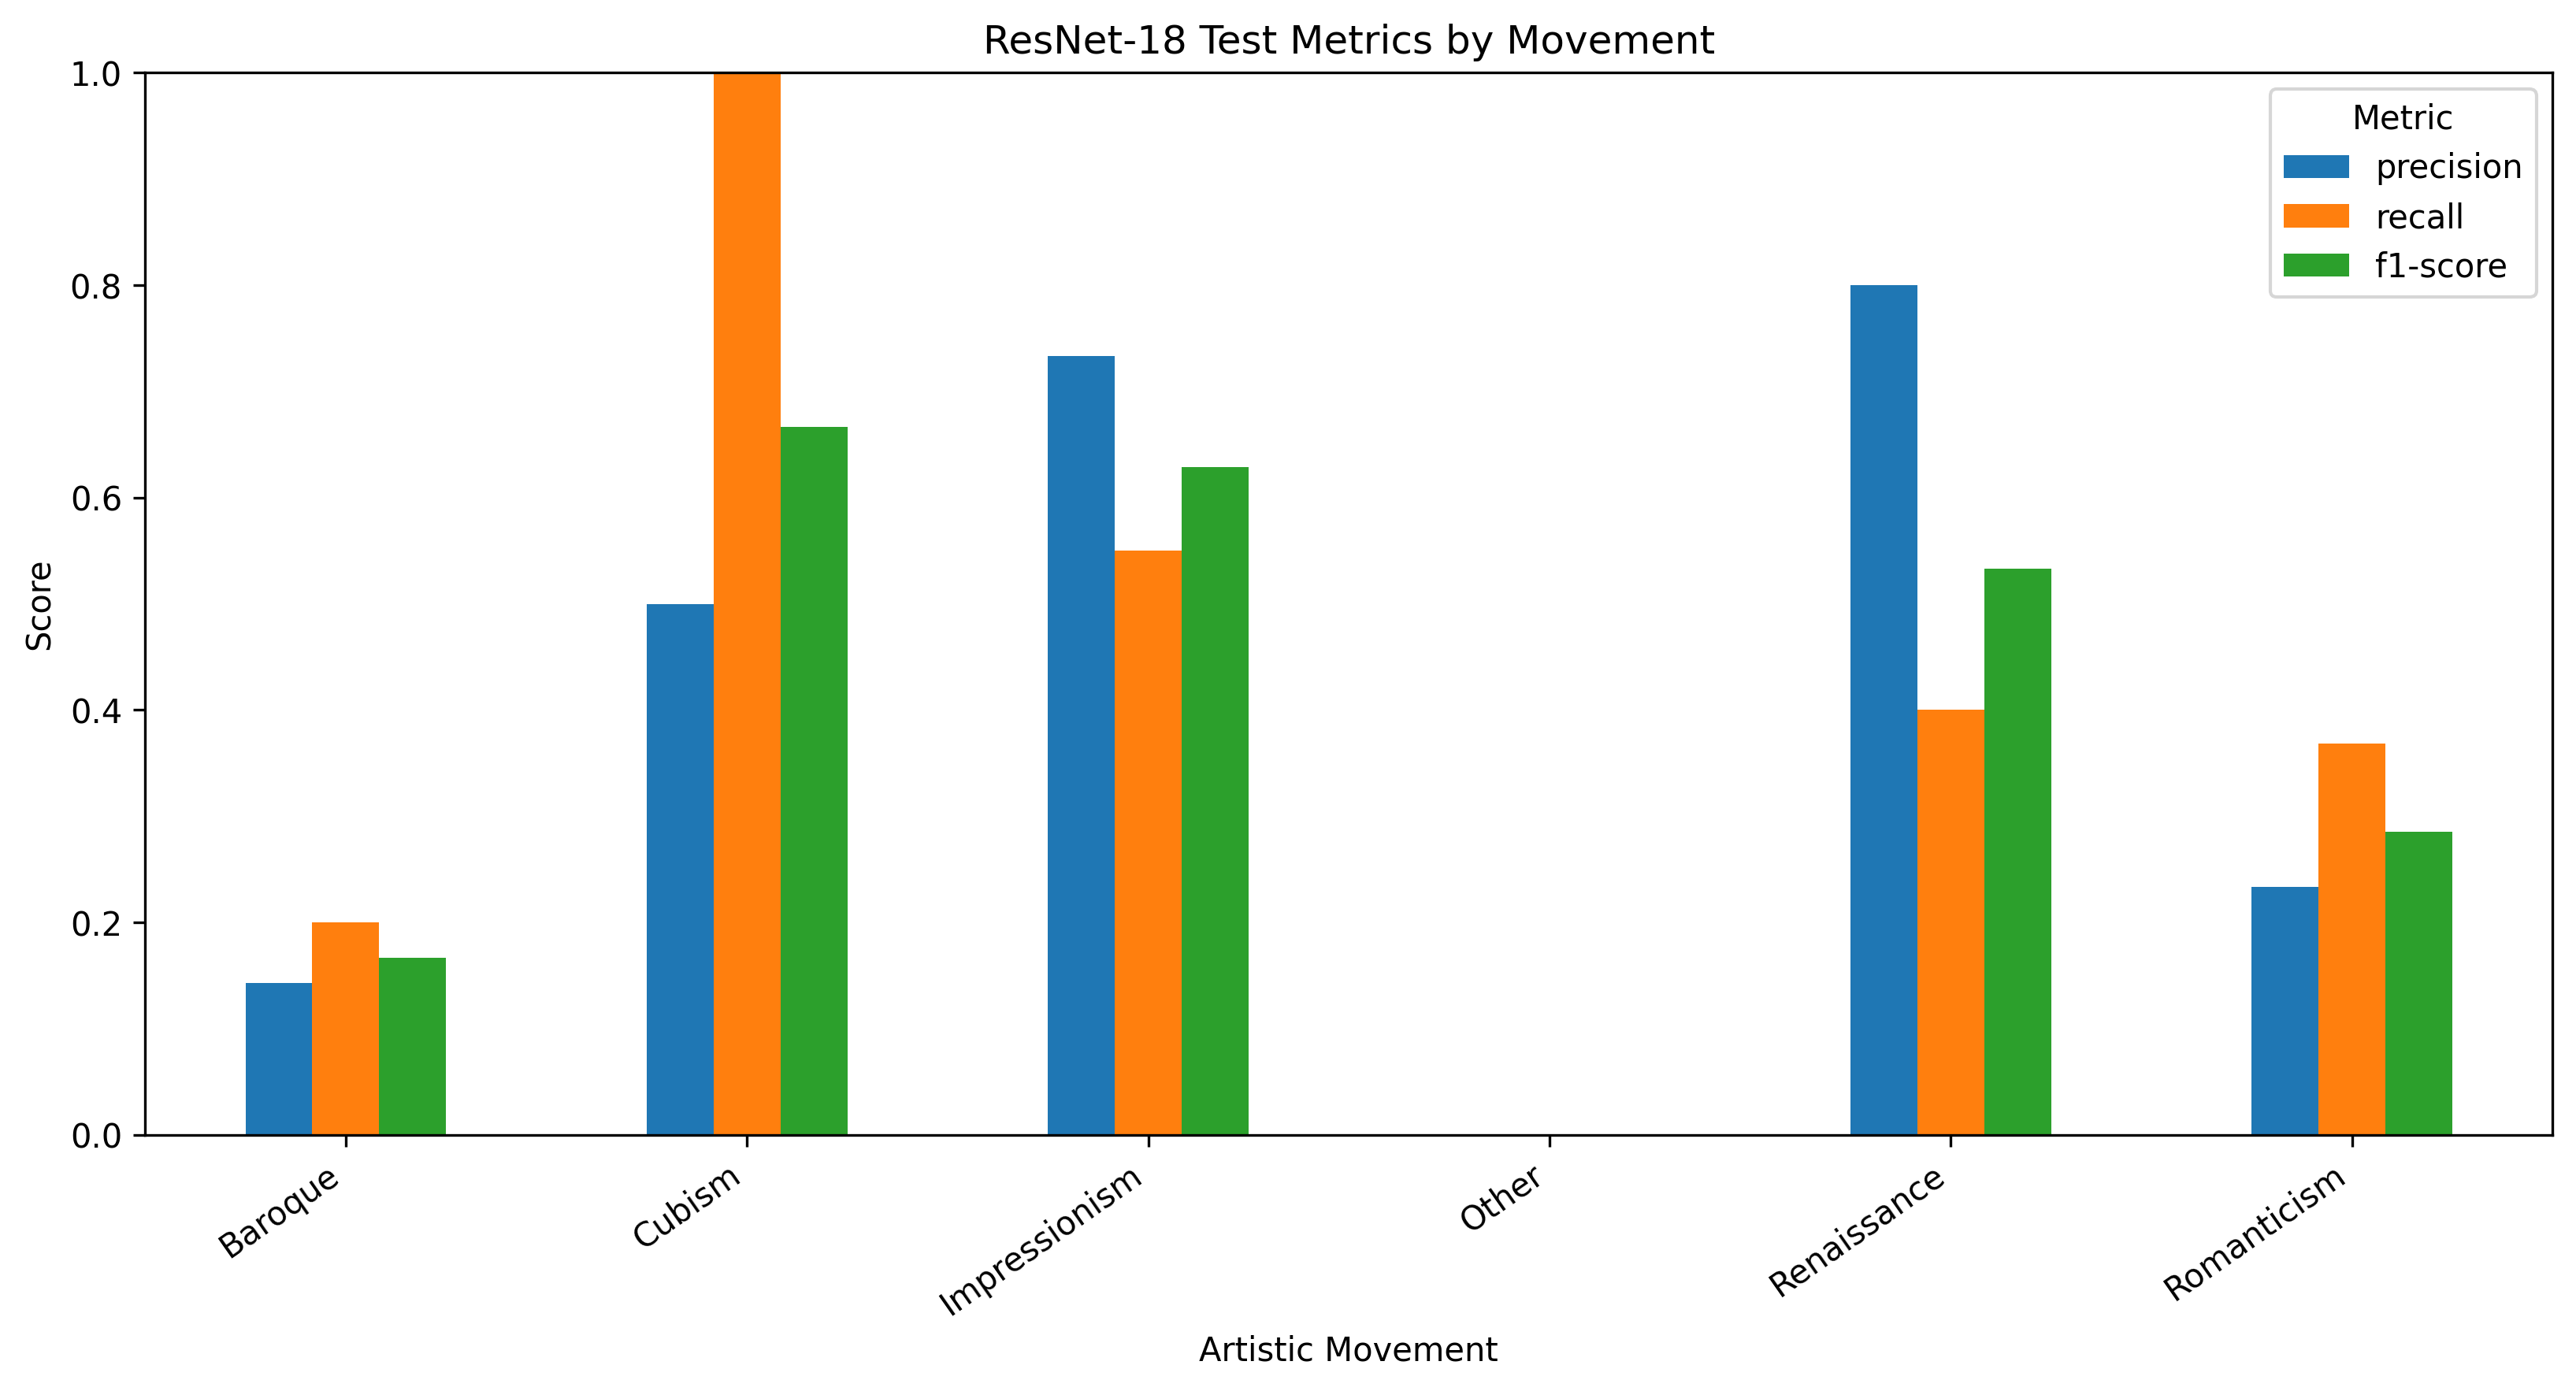 ResNet-18 Test Metrics by Movement
1.0
0.8
0.6
0.4
0.2
0.0
Score
Metric
precision
recall
f1-score
Baroque
Cubism
Impressionism
Other
Renaissance
Romanticism
Artistic Movement